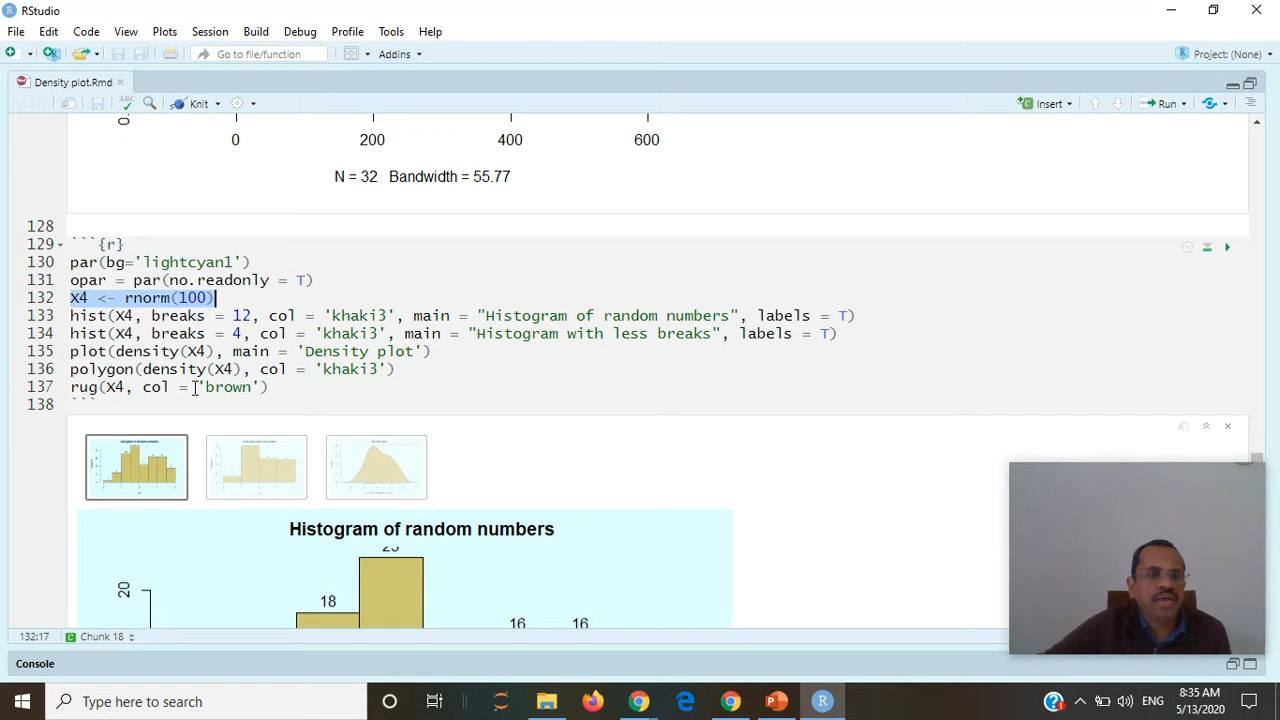 RStudio
File Edit Code View Plots Session Build Debug Profile Tools Help
Go to file/function Addins Project: (None)
Density plot.Rmd
ABC Knit Insert Run
0 200 400 600
N = 32 Bandwidth = 55.77
128
129 ```{r}
130 par(bg='lightcyan1')
131 opar = par(no.readonly = T)
132 X4 <- rnorm(100)
133 hist(X4, breaks = 12, col = 'khaki3', main = "Histogram of random numbers", labels = T)
134 hist(X4, breaks = 4, col = 'khaki3', main = "Histogram with less breaks", labels = T)
135 plot(density(X4), main = 'Density plot')
136 polygon(density(X4), col = 'khaki3')
137 rug(X4, col = 'brown')
138 ```
Histogram of random numbers
25
20
18
16 16
132:17 Chunk 18
Console
Type here to search
ENG
8:35 AM
5/13/2020